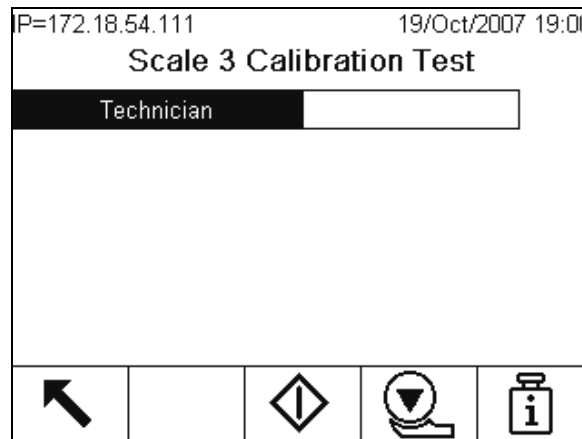 IP=172.18.54.111 19/Oct/2007 19:00
Scale 3 Calibration Test
Technician
i